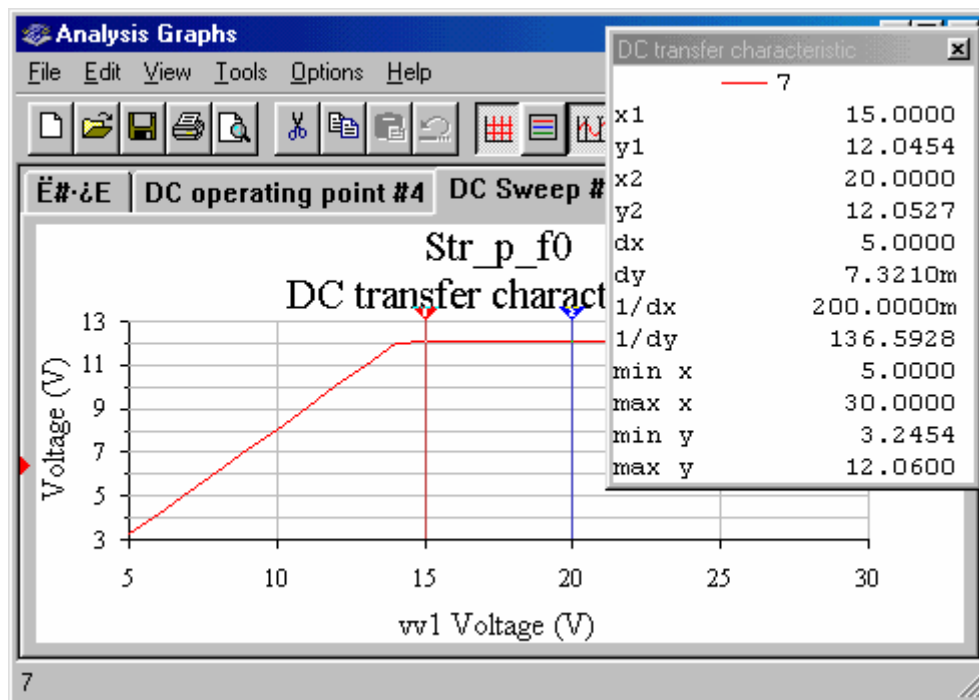 Analysis Graphs
File Edit View Tools Options Help
Ë#·¿E DC operating point #4 DC Sweep #
Str_p_f0
DC transfer charact
13
11
9
7
5
3
Voltage (V)
5 10 15 20 25 30
vv1 Voltage (V)
7
DC transfer characteristic
7
x1 15.0000
y1 12.0454
x2 20.0000
y2 12.0527
dx 5.0000
dy 7.3210m
1/dx 200.0000m
1/dy 136.5928
min x 5.0000
max x 30.0000
min y 3.2454
max y 12.0600